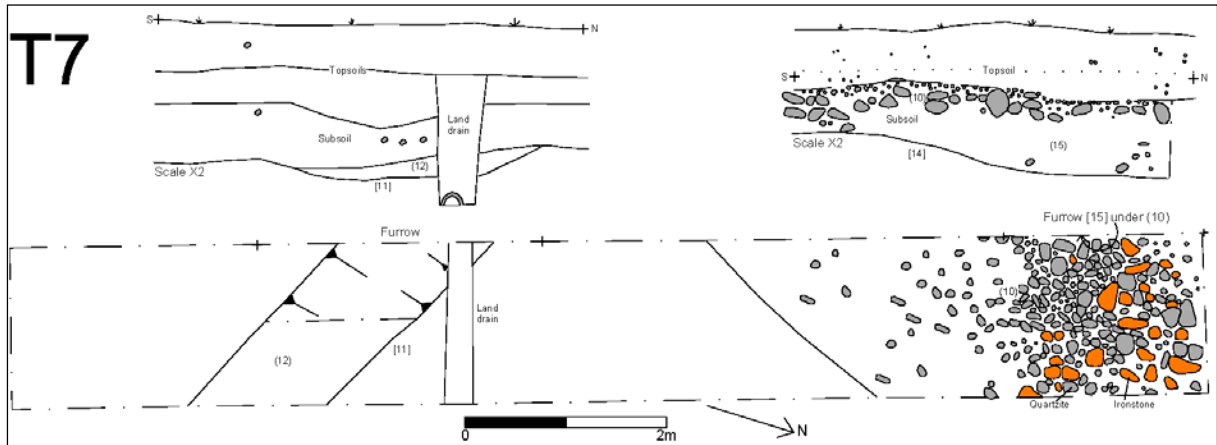 T7
S
N
Topsoils
Land
drain
Subsoil
(12)
Scale X2
[11]
Topsoil
S
N
(10)
Subsoil
Scale X2
[14]
(15)
Furrow
Furrow [15] under (10)
(10)
Land
drain
[11]
(12)
Quartzite
Ironstone
N
0
2m